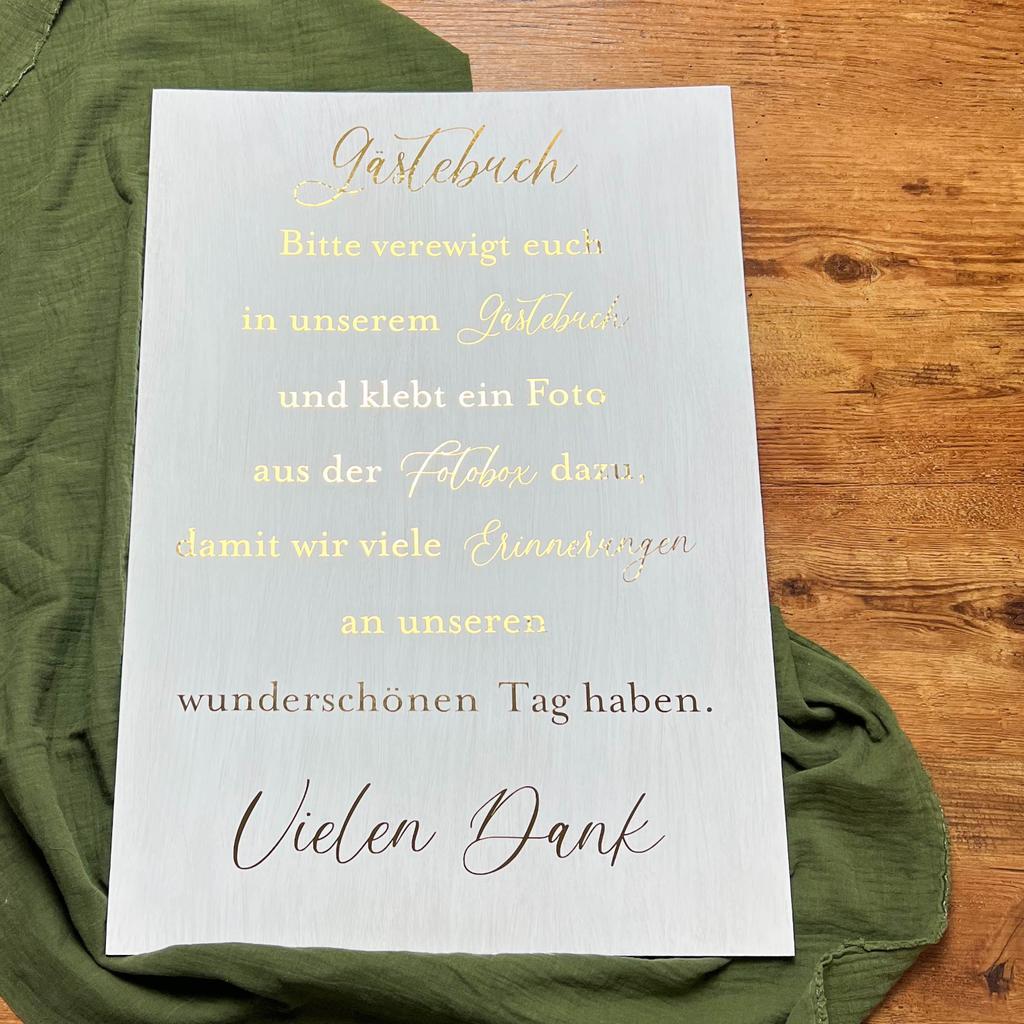 Gästebuch
Bitte verewigt euch
in unserem Gästebuch
und klebt ein Foto
aus der Fotobox dazu,
damit wir viele Erinnerungen
an unseren
wunderschönen Tag haben.
Vielen Dank